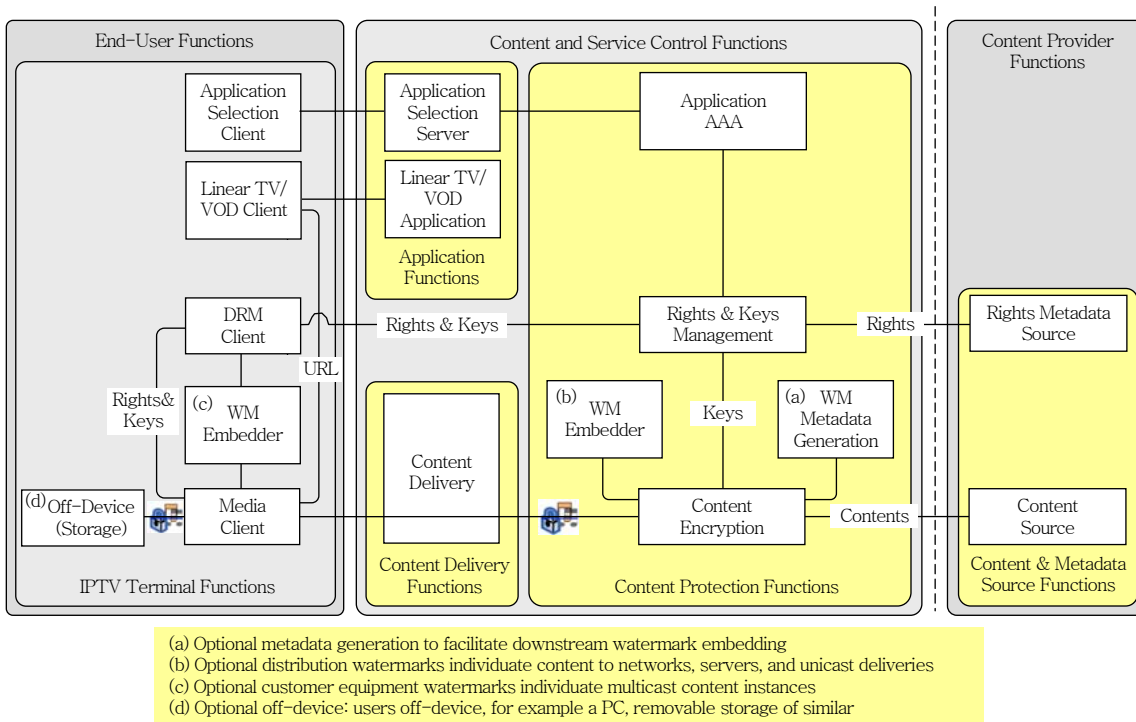 End-User Functions
Content and Service Control Functions
Content Provider
Functions
Application
Selection
Client
Application
Selection
Server
Application
AAA
Linear TV/
VOD Client
Linear TV/
VOD
Application
Application
Functions
DRM
Client
Rights & Keys
Rights & Keys
Management
Rights
Rights Metadata
Source
URL
Rights&
Keys
(c)
WM
Embedder
Content
Delivery
(b)
WM
Embedder
Keys
(a)
WM
Metadata
Generation
(d)
Off-Device
(Storage)
Media
Client
Content
Encryption
Contents
Content
Source
IPTV Terminal Functions
Content Delivery
Functions
Content Protection Functions
Content & Metadata
Source Functions
(a) Optional metadata generation to facilitate downstream watermark embedding
(b) Optional distribution watermarks individuate content to networks, servers, and unicast deliveries
(c) Optional customer equipment watermarks individuate multicast content instances
(d) Optional off-device: users off-device, for example a PC, removable storage of similar